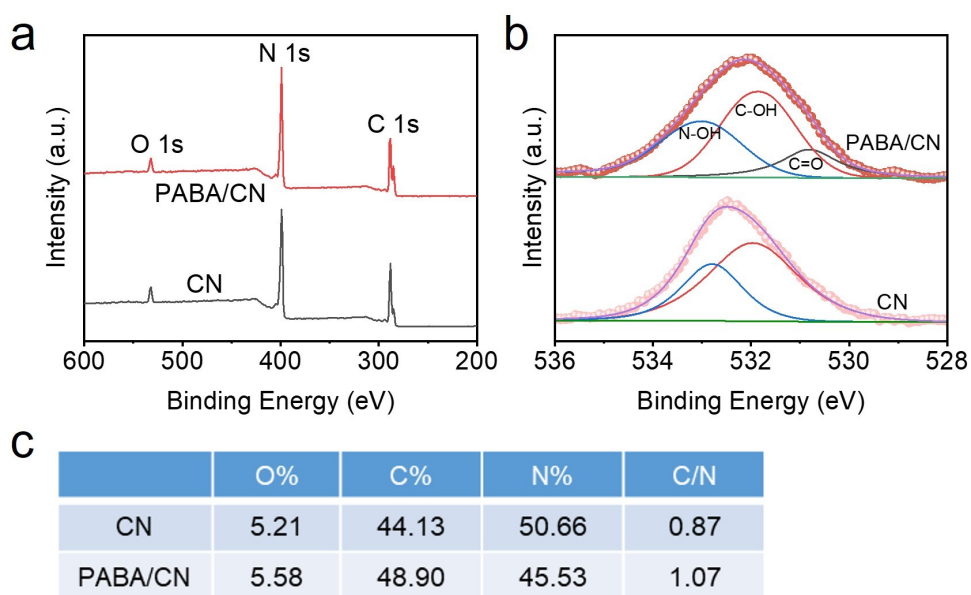 a
N 1s
C 1s
O 1s
PABA/CN
CN
Intensity (a.u.)
600 500 400 300 200
Binding Energy (eV)
b
C-OH
N-OH
C=O
PABA/CN
CN
Intensity (a.u.)
536 534 532 530 528
Binding Energy (eV)
c
O% C% N% C/N
CN 5.21 44.13 50.66 0.87
PABA/CN 5.58 48.90 45.53 1.07